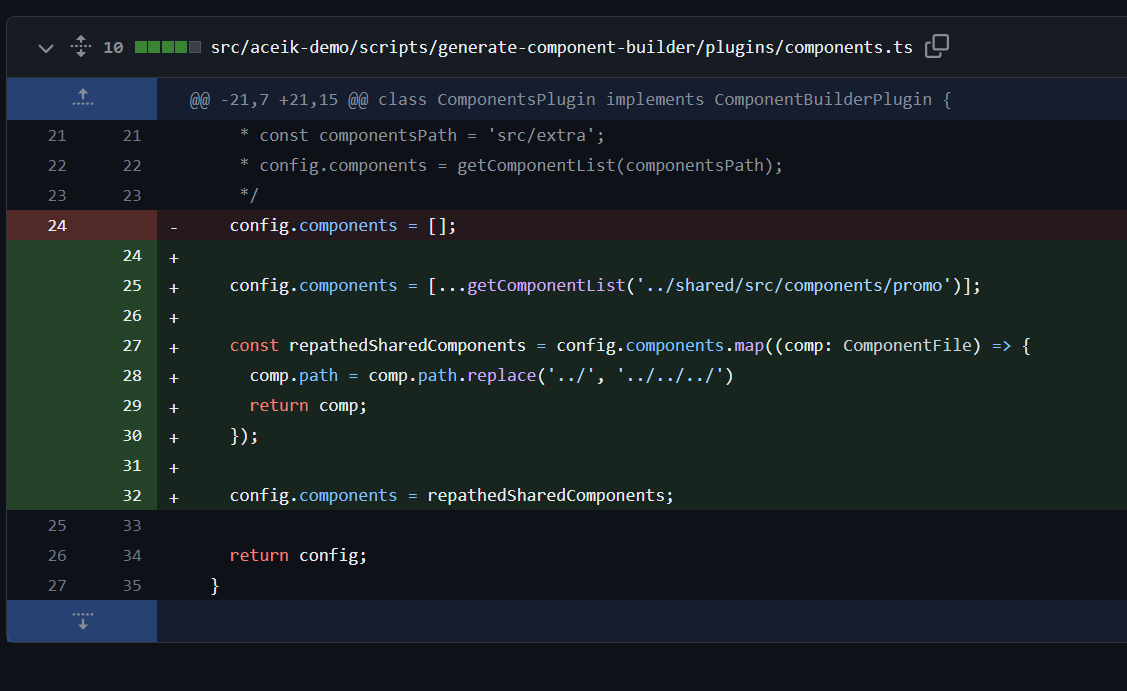 10 src/aceik-demo/scripts/generate-component-builder/plugins/components.ts
@@ -21,7 +21,15 @@ class ComponentsPlugin implements ComponentBuilderPlugin {
21 21 * const componentsPath = 'src/extra';
22 22 * config.components = getComponentList(componentsPath);
23 23 */
24 - config.components = [];
24 +
25 + config.components = [...getComponentList('../shared/src/components/promo')];
26 +
27 + const repathedSharedComponents = config.components.map((comp: ComponentFile) => {
28 + comp.path = comp.path.replace('../', '../../../')
29 + return comp;
30 + });
31 +
32 + config.components = repathedSharedComponents;
25 33
26 34 return config;
27 35 }